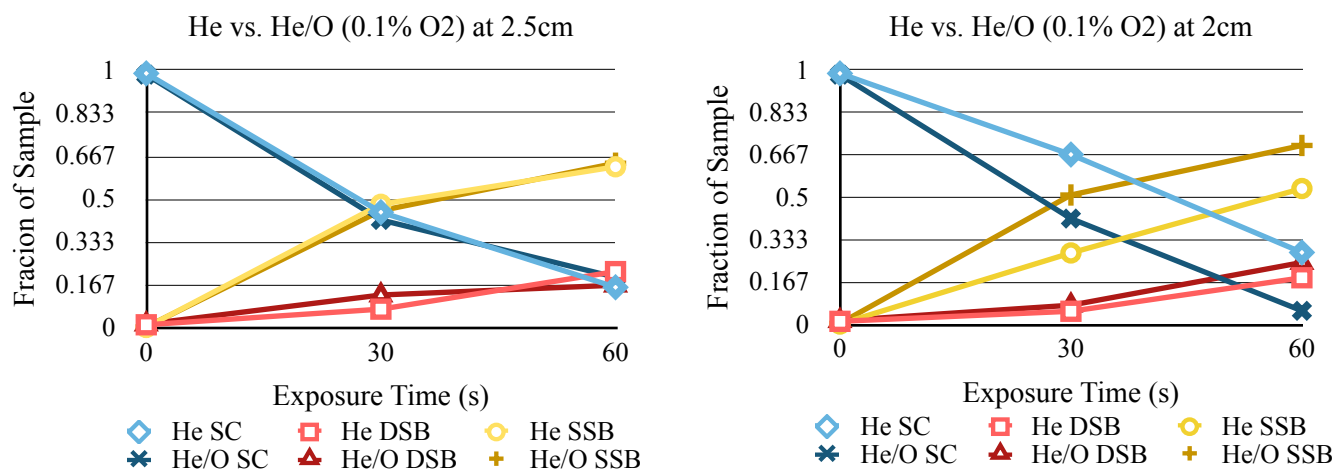 He vs. He/O (0.1% O2) at 2.5cm
Fracion of Sample
1
0.833
0.667
0.5
0.333
0.167
0
0 30 60
Exposure Time (s)
He SC He DSB He SSB
He/O SC He/O DSB He/O SSB
He vs. He/O (0.1% O2) at 2cm
Fraction of Sample
1
0.833
0.667
0.5
0.333
0.167
0
0 30 60
Exposure Time (s)
He SC He DSB He SSB
He/O SC He/O DSB He/O SSB